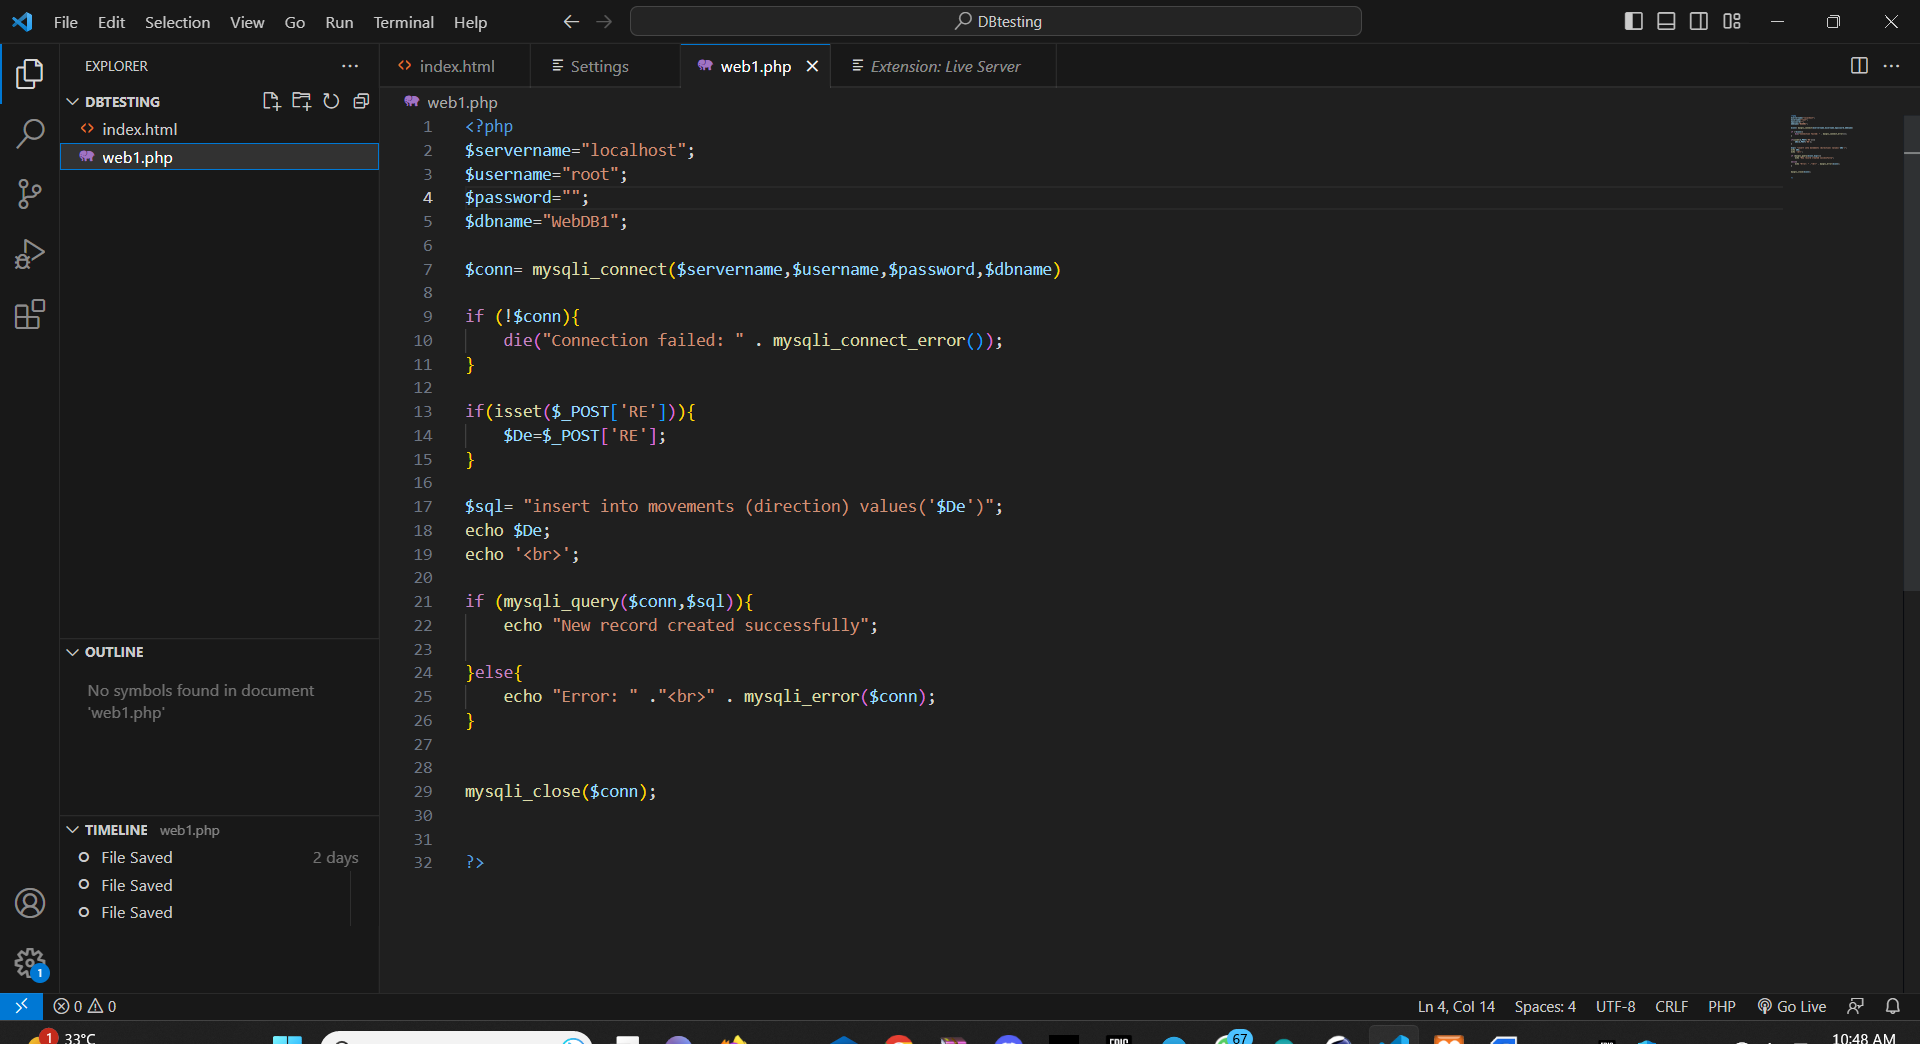 File Edit Selection View Go Run Terminal Help
DBtesting
EXPLORER
index.html
Settings
web1.php
Extension: Live Server
DBTESTING
index.html
web1.php
web1.php
1 <?php
2 $servername="localhost";
3 $username="root";
4 $password="";
5 $dbname="WebDB1";
6
7 $conn= mysqli_connect($servername,$username,$password,$dbname)
8
9 if (!$conn){
10     die("Connection failed: " . mysqli_connect_error());
11 }
12
13 if(isset($_POST['RE'])){
14     $De=$_POST['RE'];
15 }
16
17 $sql= "insert into movements (direction) values('$De')";
18 echo $De;
19 echo '<br>';
20
21 if (mysqli_query($conn,$sql)){
22     echo "New record created successfully";
23
24 }else{
25     echo "Error: " ."<br>" . mysqli_error($conn);
26 }
27
28
29 mysqli_close($conn);
30
31
32 ?>
OUTLINE
No symbols found in document
'web1.php'
TIMELINE web1.php
File Saved 2 days
File Saved
File Saved
1
0 0
Ln 4, Col 14 Spaces: 4 UTF-8 CRLF PHP Go Live
1 33°C
EPIC
67
10:48 AM